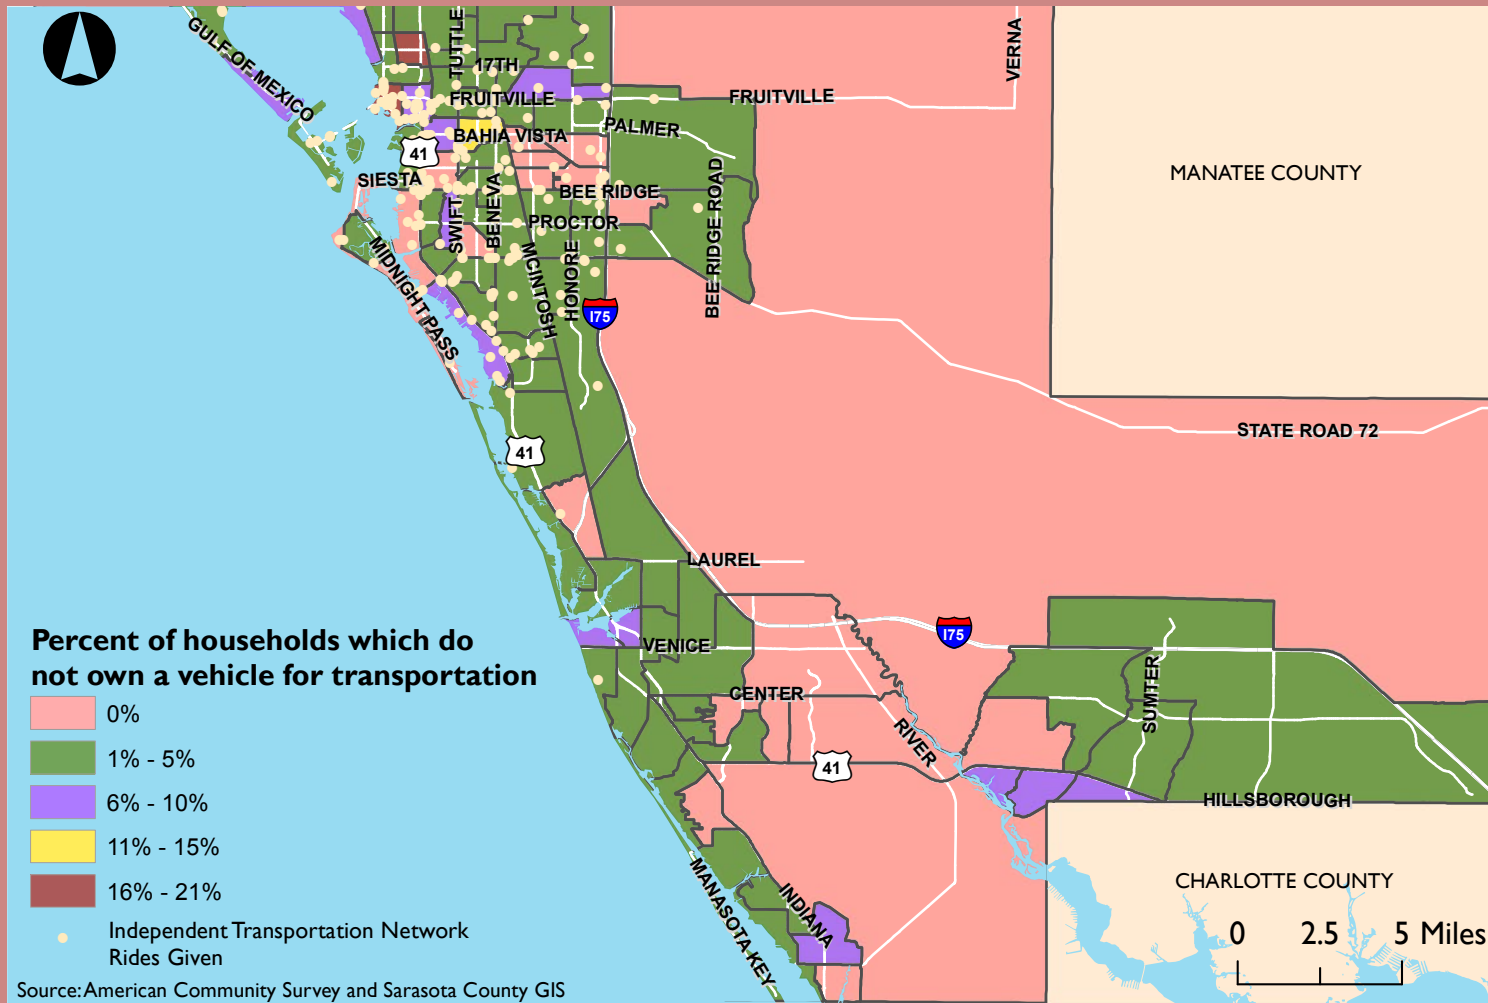 GULF OF MEXICO
TUTTLE
17TH
VERNA
FRUITVILLE
FRUITVILLE
BAHIA VISTA
PALMER
41
MANATEE COUNTY
SIESTA
BEE RIDGE
SWIFT
BENEVA
PROCTOR
BEE RIDGE ROAD
MIDNIGHT PASS
MCINTOSH
HONORE
I75
STATE ROAD 72
41
LAUREL
I75
VENICE
CENTER
SUMTER
RIVER
41
HILLSBOROUGH
MANASOTA KEY
INDIANA
CHARLOTTE COUNTY
0 2.5 5 Miles
Percent of households which do
not own a vehicle for transportation
0%
1% - 5%
6% - 10%
11% - 15%
16% - 21%
Independent Transportation Network
Rides Given
Source: American Community Survey and Sarasota County GIS